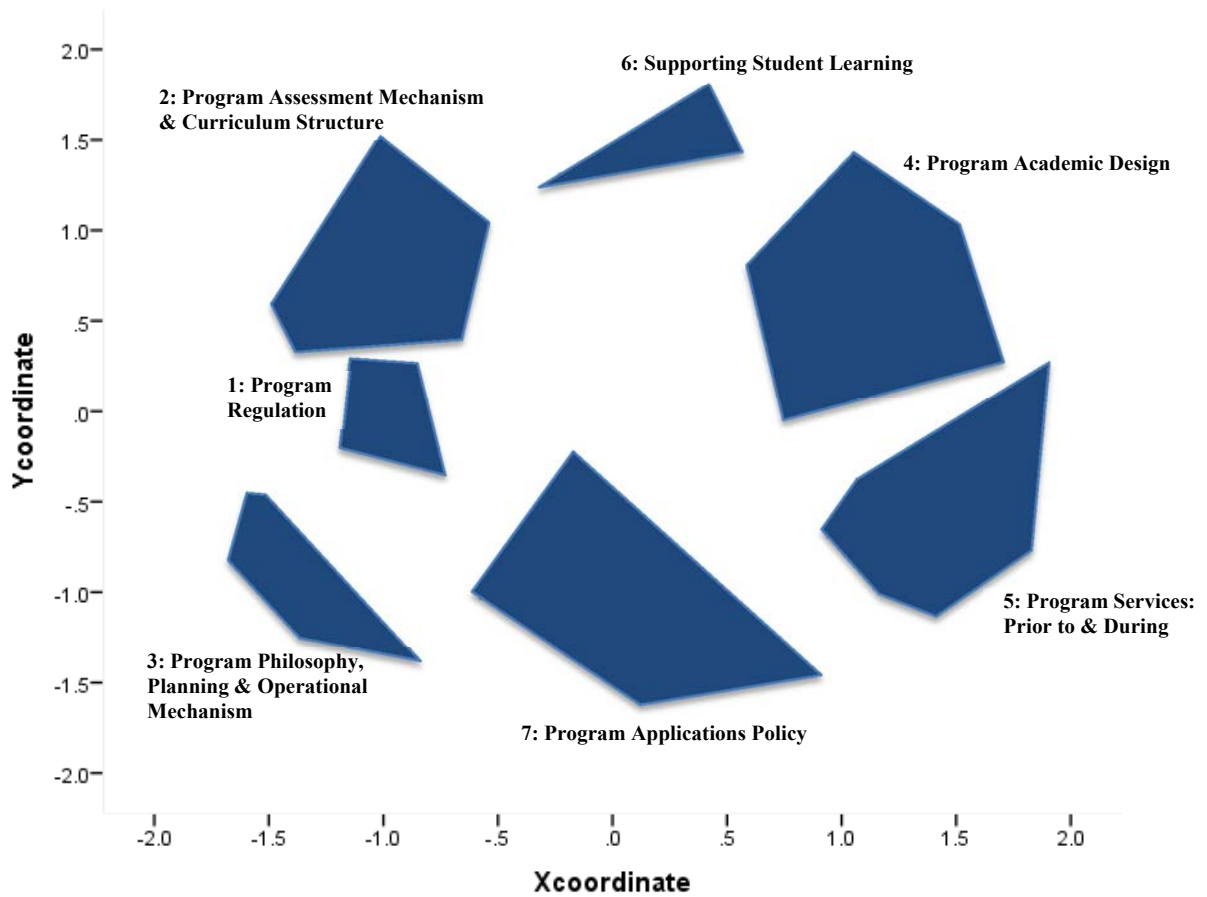 2.0
6: Supporting Student Learning
2: Program Assessment Mechanism
& Curriculum Structure
1.5
4: Program Academic Design
1.0
.5
1: Program
Regulation
.0
Ycoordinate
-.5
-1.0
5: Program Services:
Prior to & During
3: Program Philosophy,
Planning & Operational
Mechanism
-1.5
7: Program Applications Policy
-2.0
-2.0 -1.5 -1.0 -.5 .0 .5 1.0 1.5 2.0
Xcoordinate